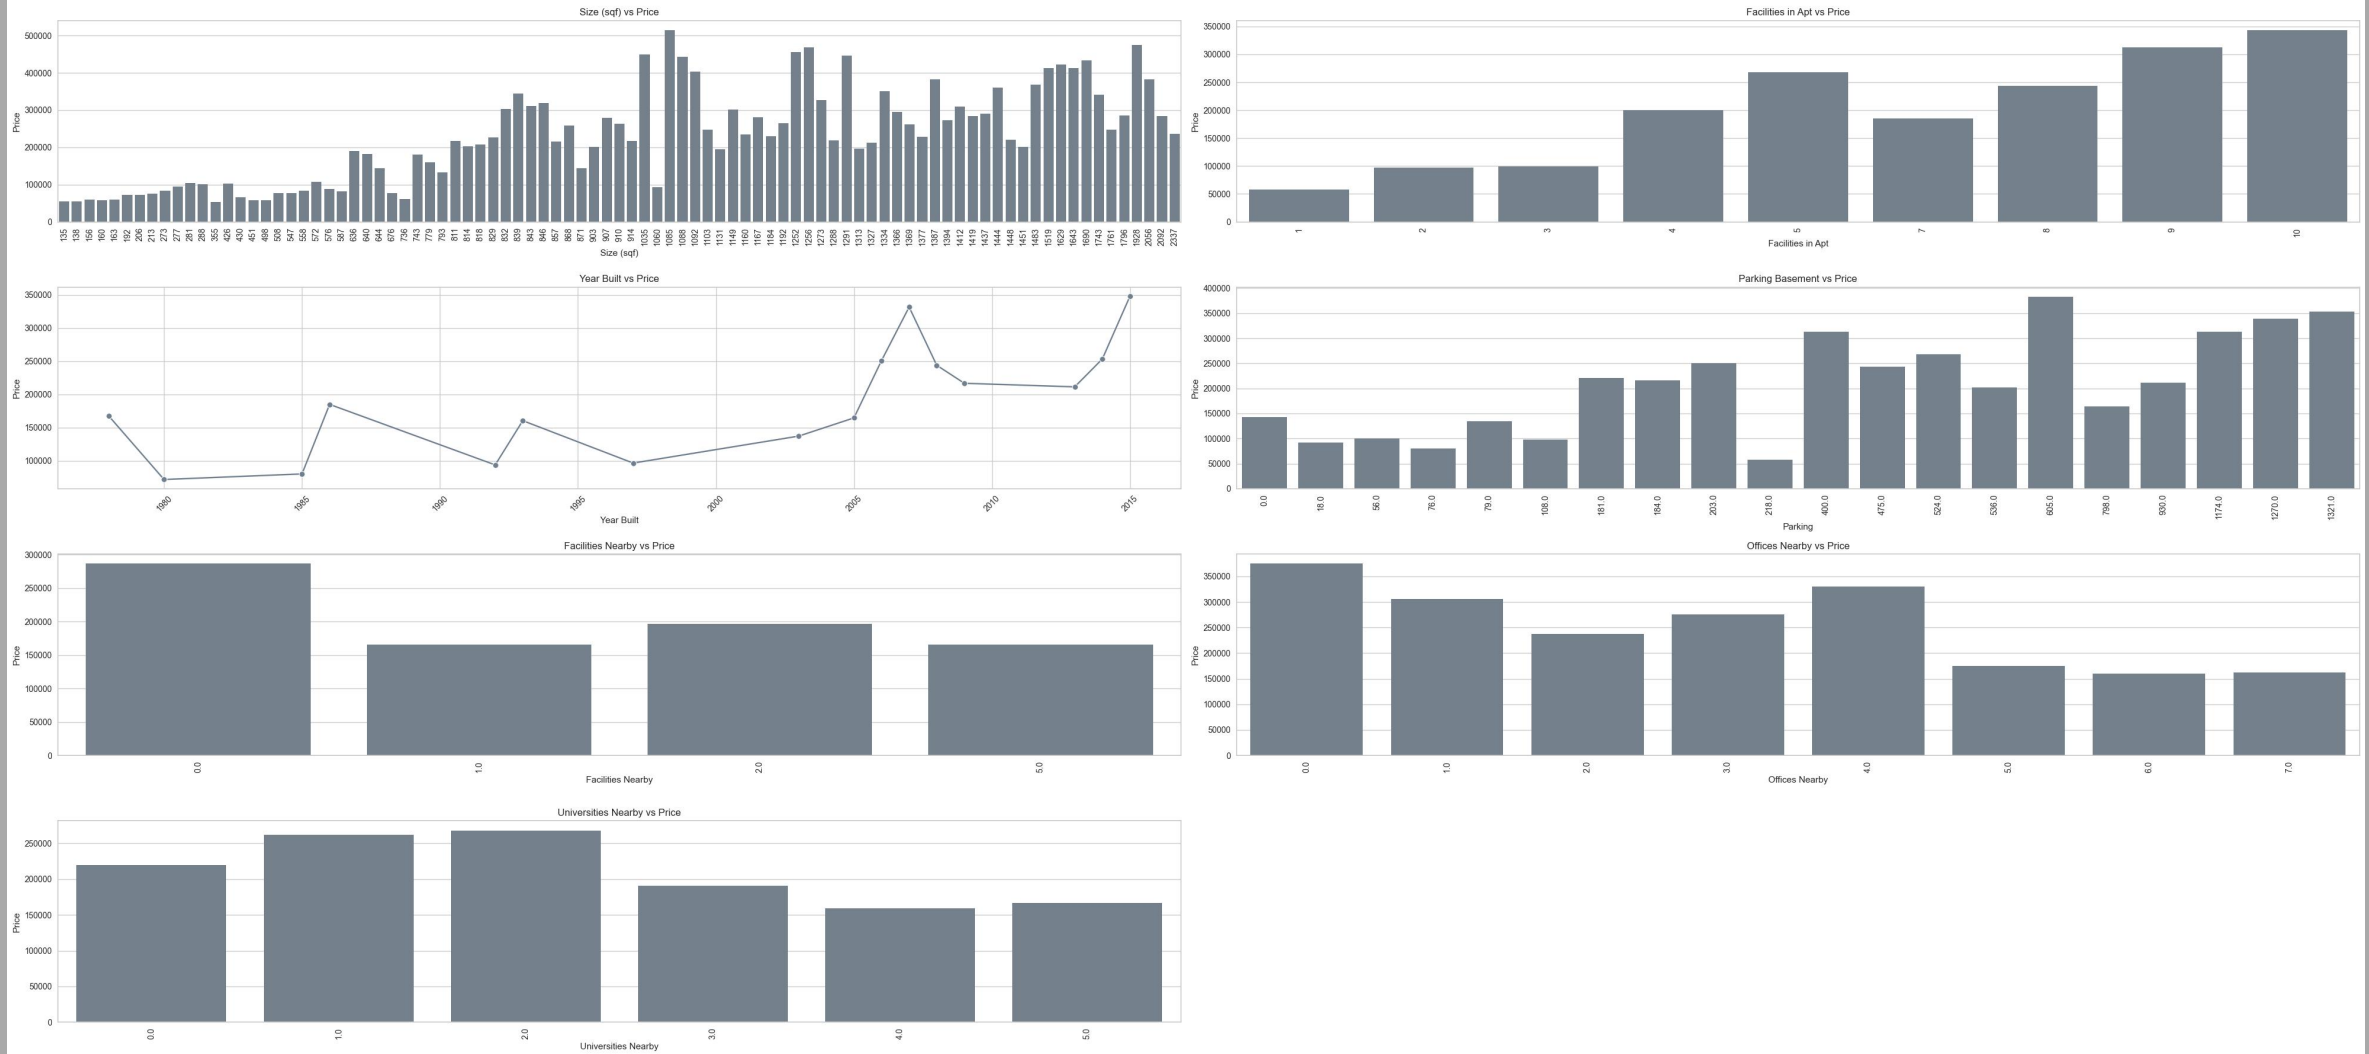 Size (sqf) vs Price
Price
500000
400000
300000
200000
100000
0
135 138 156 160 163 192 206 213 273 277 281 288 355 426 430 451 498 508 547 558 572 576 587 636 640 644 676 736 743 779 793 811 814 818 829 832 839 843 846 857 868 871 903 907 910 914 1035 1060 1085 1088 1092 1103 1131 1149 1160 1167 1184 1192 1252 1256 1273 1288 1291 1313 1327 1334 1366 1369 1377 1387 1394 1412 1419 1437 1444 1448 1451 1483 1519 1629 1643 1690 1743 1761 1796 1928 2056 2092 2337
Size (sqf)
Facilities in Apt vs Price
Price
350000
300000
250000
200000
150000
100000
50000
0
1 2 3 4 5 7 8 9 10
Facilities in Apt
Year Built vs Price
Price
350000
300000
250000
200000
150000
100000
1980 1985 1990 1995 2000 2005 2010 2015
Year Built
Parking Basement vs Price
Price
400000
350000
300000
250000
200000
150000
100000
50000
0
0.0 18.0 56.0 76.0 79.0 108.0 181.0 184.0 203.0 218.0 400.0 475.0 524.0 536.0 605.0 798.0 930.0 1174.0 1270.0 1321.0
Parking
Facilities Nearby vs Price
Price
300000
250000
200000
150000
100000
50000
0
0.0 1.0 2.0 5.0
Facilities Nearby
Offices Nearby vs Price
Price
350000
300000
250000
200000
150000
100000
50000
0
0.0 1.0 2.0 3.0 4.0 5.0 6.0 7.0
Offices Nearby
Universities Nearby vs Price
Price
250000
200000
150000
100000
50000
0
0.0 1.0 2.0 3.0 4.0 5.0
Universities Nearby